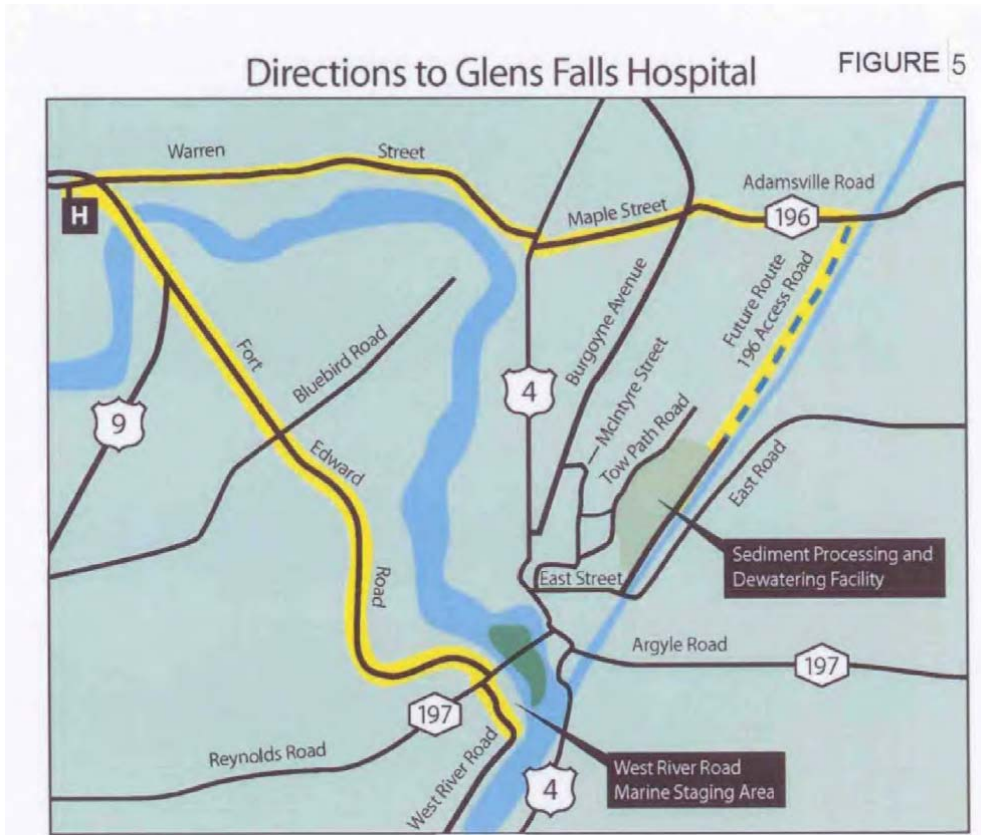 Directions to Glens Falls Hospital
FIGURE 5
Warren
Street
Adamsville Road
Maple Street
196
H
Future Route
196 Access Road
Burgoyne Avenue
Fort
Bluebird Road
McIntyre Street
4
9
Tow Path Road
Edward
East Road
Sediment Processing and
Dewatering Facility
East Street
Road
Argyle Road
197
197
Reynolds Road
West River Road
West River Road
Marine Staging Area
4